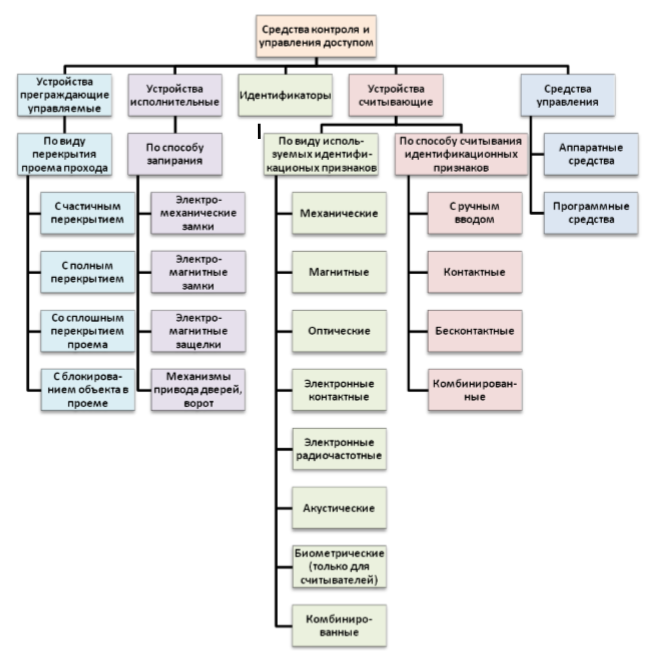 Средства контроля и
управления доступом
Устройства
преграждающие
управляемые
Устройства
исполнительные
Идентификаторы
Устройства
считывающие
Средства
управления
По виду
перекрытия
проема прохода
По способу
запирания
По виду исполь-
зуемых идентифи-
кационых признаков
По способу считывания
идентификационных
признаков
Аппаратные
средства
Программные
средства
С частичным
перекрытием
С полным
перекрытием
Со сплошным
перекрытием
проема
С блокирова-
нием объекта в
проеме
Электро-
механические
замки
Электро-
магнитные
замки
Электро-
магнитные
защелки
Механизмы
привода дверей,
ворот
Механические
Магнитные
Оптические
Электронные
контактные
Электронные
радиочастотные
Акустические
Биометрические
(только для
считывателей)
Комбиниро-
ванные
С ручным
вводом
Контактные
Бесконтактные
Комбинирован-
ные